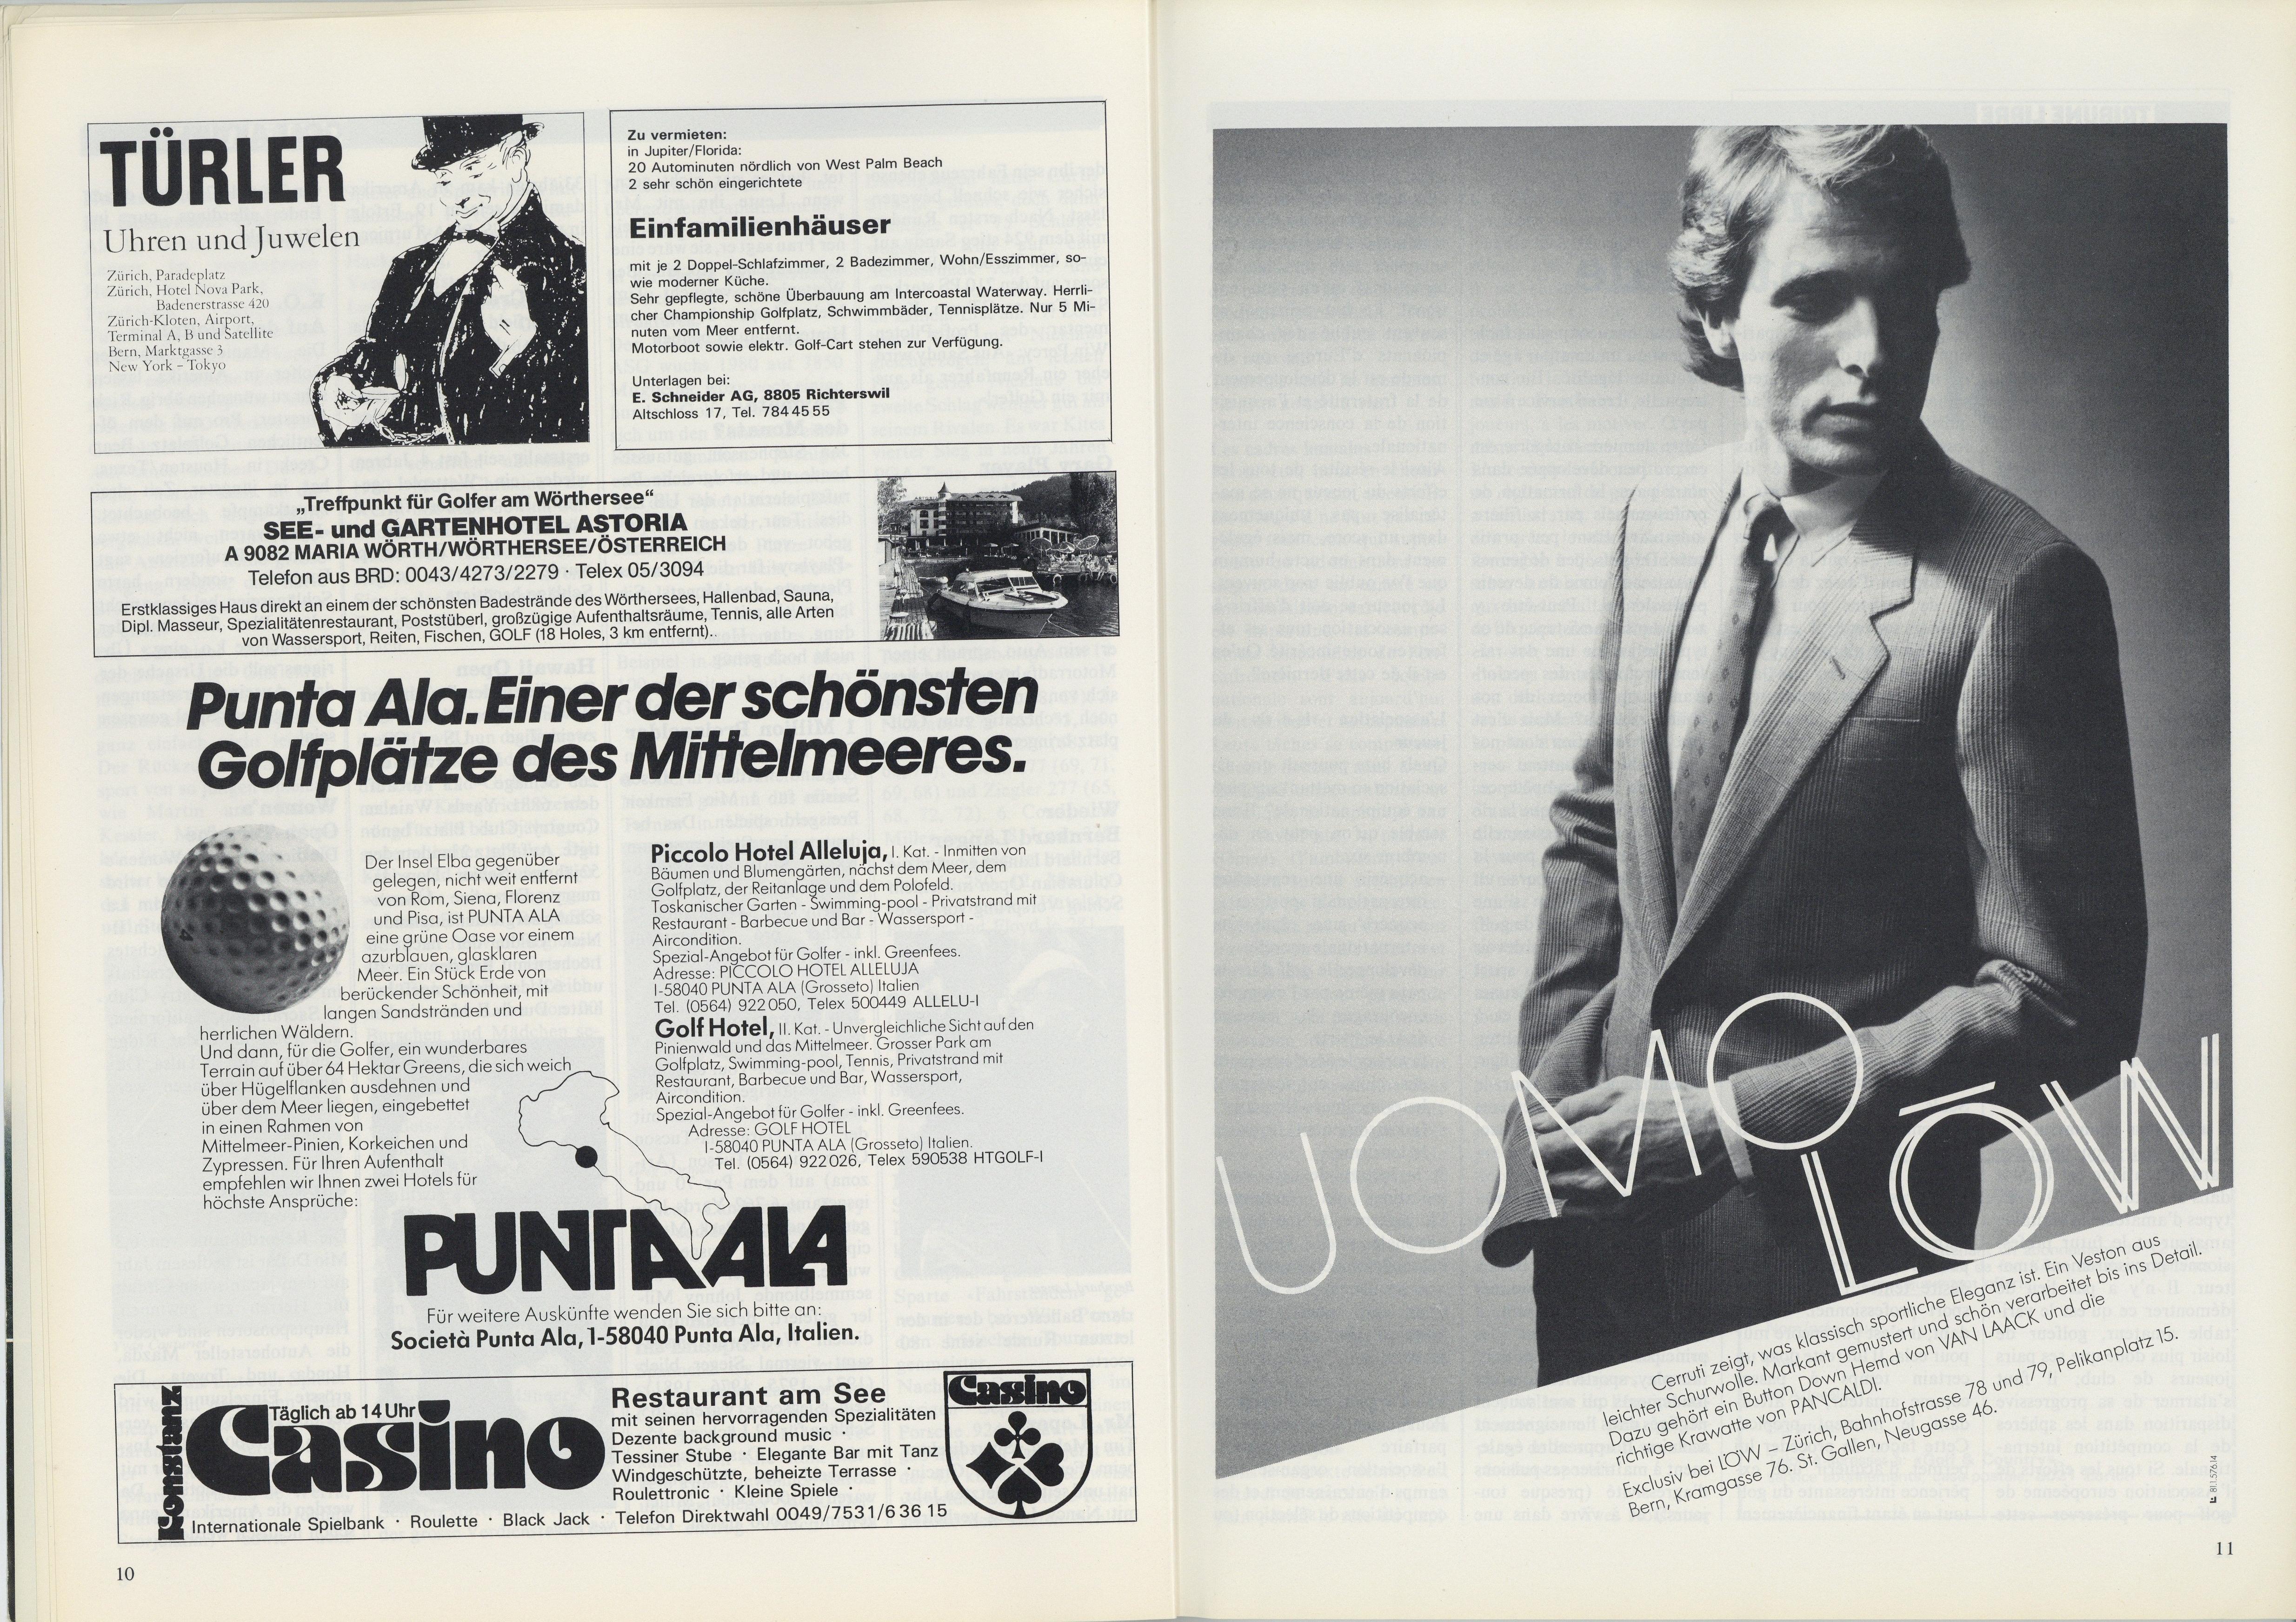 TÜRLER
Uhren und Juwelen
Zürich, Paradeplatz
Zürich, Hotel Nova Park,
Badenerstrasse 420
Zürich-Kloten, Airport,
Terminal A, B und Satellite
Bern, Marktgasse 3
New York – Tokyo
Zu vermieten:
in Jupiter/Florida:
20 Autominuten nördlich von West Palm Beach
2 sehr schön eingerichtete
Einfamilienhäuser
mit je 2 Doppel-Schlafzimmer, 2 Badezimmer, Wohn/Esszimmer, so-
wie moderner Küche.
Sehr gepflegte, schöne Überbauung am Intercoastal Waterway. Herrli-
cher Championship Golfplatz, Schwimmbäder, Tennisplätze. Nur 5 Mi-
nuten vom Meer entfernt.
Motorboot sowie elektr. Golf-Cart stehen zur Verfügung.
Unterlagen bei:
E. Schneider AG, 8805 Richterswil
Altschloss 17, Tel. 784 45 55
„Treffpunkt für Golfer am Wörthersee“
SEE- und GARTENHOTEL ASTORIA
A 9082 MARIA WÖRTH/WÖRTHERSEE/ÖSTERREICH
Telefon aus BRD: 0043/4273/2279 · Telex 05/3094
Erstklassiges Haus direkt an einem der schönsten Badestrände des Wörthersees, Hallenbad, Sauna,
Dipl. Masseur, Spezialitätenrestaurant, Poststüberl, großzügige Aufenthaltsräume, Tennis, alle Arten
von Wassersport, Reiten, Fischen, GOLF (18 Holes, 3 km entfernt)..
Punta Ala. Einer der schönsten
Golfplätze des Mittelmeeres.
Der Insel Elba gegenüber
gelegen, nicht weit entfernt
von Rom, Siena, Florenz
und Pisa, ist PUNTA ALA
eine grüne Oase vor einem
azurblauen, glasklaren
Meer. Ein Stück Erde von
berückender Schönheit, mit
langen Sandstränden und
herrlichen Wäldern.
Und dann, für die Golfer, ein wunderbares
Terrain auf über 64 Hektar Greens, die sich weich
über Hügelflanken ausdehnen und
über dem Meer liegen, eingebettet
in einen Rahmen von
Mittelmeer-Pinien, Korkeichen und
Zypressen. Für Ihren Aufenthalt
empfehlen wir Ihnen zwei Hotels für
höchste Ansprüche:
Piccolo Hotel Alleluja, I. Kat. - Inmitten von
Bäumen und Blumengärten, nächst dem Meer, dem
Golfplatz, der Reitanlage und dem Polofeld.
Toskanischer Garten - Swimming-pool - Privatstrand mit
Restaurant - Barbecue und Bar - Wassersport -
Aircondition.
Spezial-Angebot für Golfer - inkl. Greenfees.
Adresse: PICCOLO HOTEL ALLELUJA
I-58040 PUNTA ALA (Grosseto) Italien
Tel. (0564) 922050, Telex 500449 ALLELU-I
Golf Hotel, II. Kat. - Unvergleichliche Sicht auf den
Pinienwald und das Mittelmeer. Grosser Park am
Golfplatz, Swimming-pool, Tennis, Privatstrand mit
Restaurant, Barbecue und Bar, Wassersport,
Aircondition.
Spezial-Angebot für Golfer - inkl. Greenfees.
Adresse: GOLF HOTEL
I-58040 PUNTA ALA (Grosseto) Italien.
Tel. (0564) 922026, Telex 590538 HTGOLF-I
PUNTA ALA
Für weitere Auskünfte wenden Sie sich bitte an:
Società Punta Ala, I-58040 Punta Ala, Italien.
Konstanz
Täglich ab 14 Uhr
Casino
Restaurant am See
mit seinen hervorragenden Spezialitäten
Dezente background music ·
Tessiner Stube · Elegante Bar mit Tanz
Windgeschützte, beheizte Terrasse ·
Roulettronic · Kleine Spiele ·
Casino
Internationale Spielbank · Roulette · Black Jack · Telefon Direktwahl 0049/7531/6 36 15
10
UOMO
LÖW
Cerruti zeigt, was klassisch sportliche Eleganz ist. Ein Veston aus
leichter Schurwolle. Markant gemustert und schön verarbeitet bis ins Detail.
Dazu gehört ein Button Down Hemd von VAN LAACK und die
richtige Krawatte von PANCALDI.
Exclusiv bei LÖW – Zürich, Bahnhofstrasse 78 und 79, Pelikanplatz 15.
Bern, Kramgasse 76. St. Gallen, Neugasse 46.
81.1.576.14
11